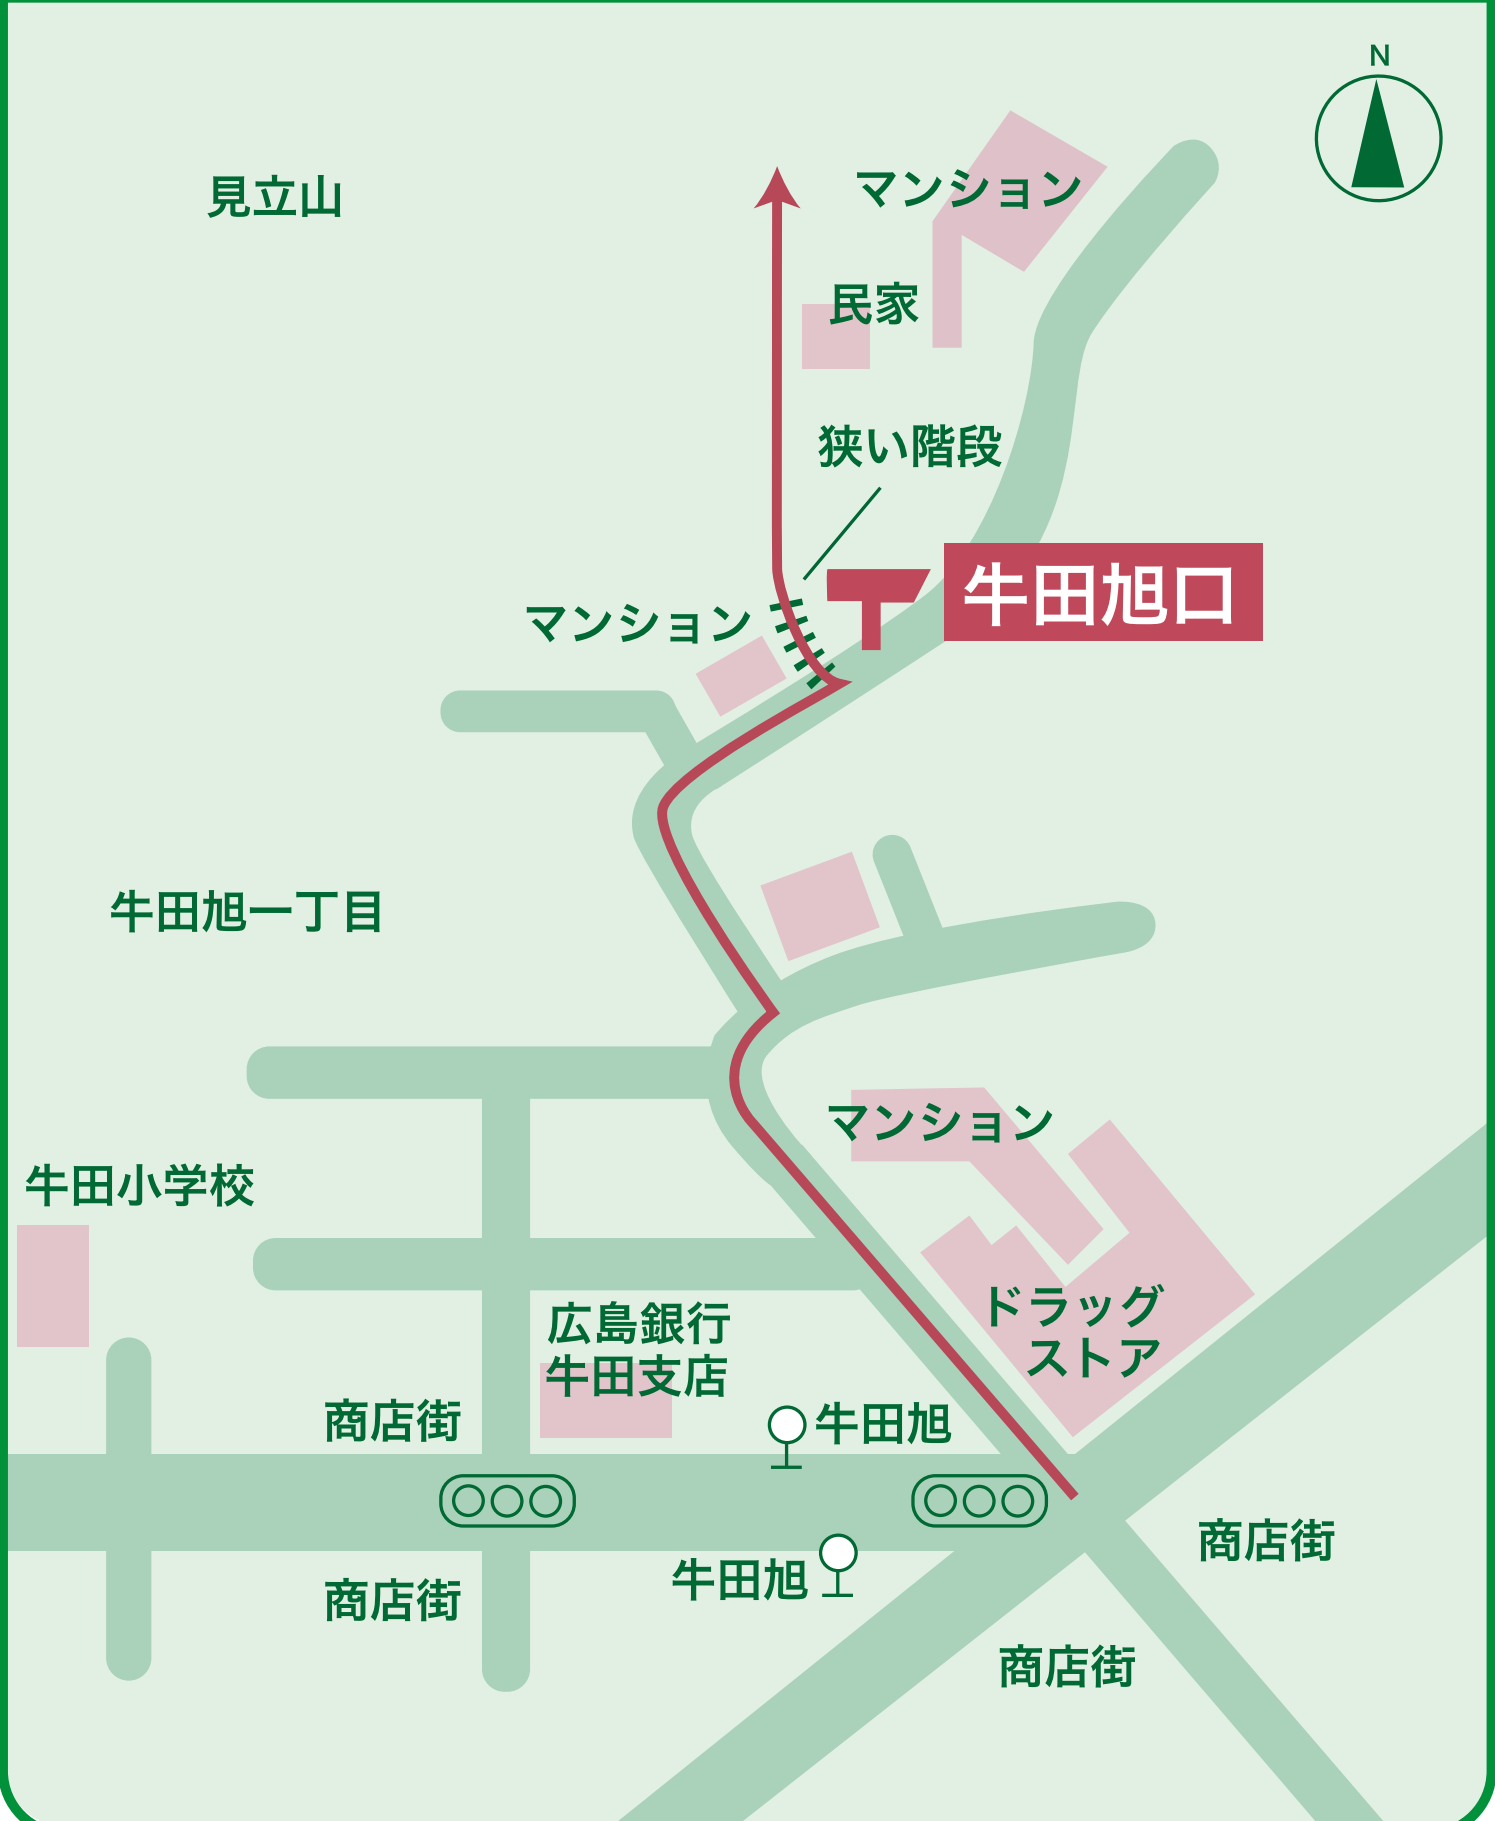 N
見立山
マンション
民家
狭い階段
牛田旭口
マンション
牛田旭一丁目
マンション
牛田小学校
ドラッグ
ストア
広島銀行
牛田支店
商店街
牛田旭
商店街
牛田旭
商店街
商店街